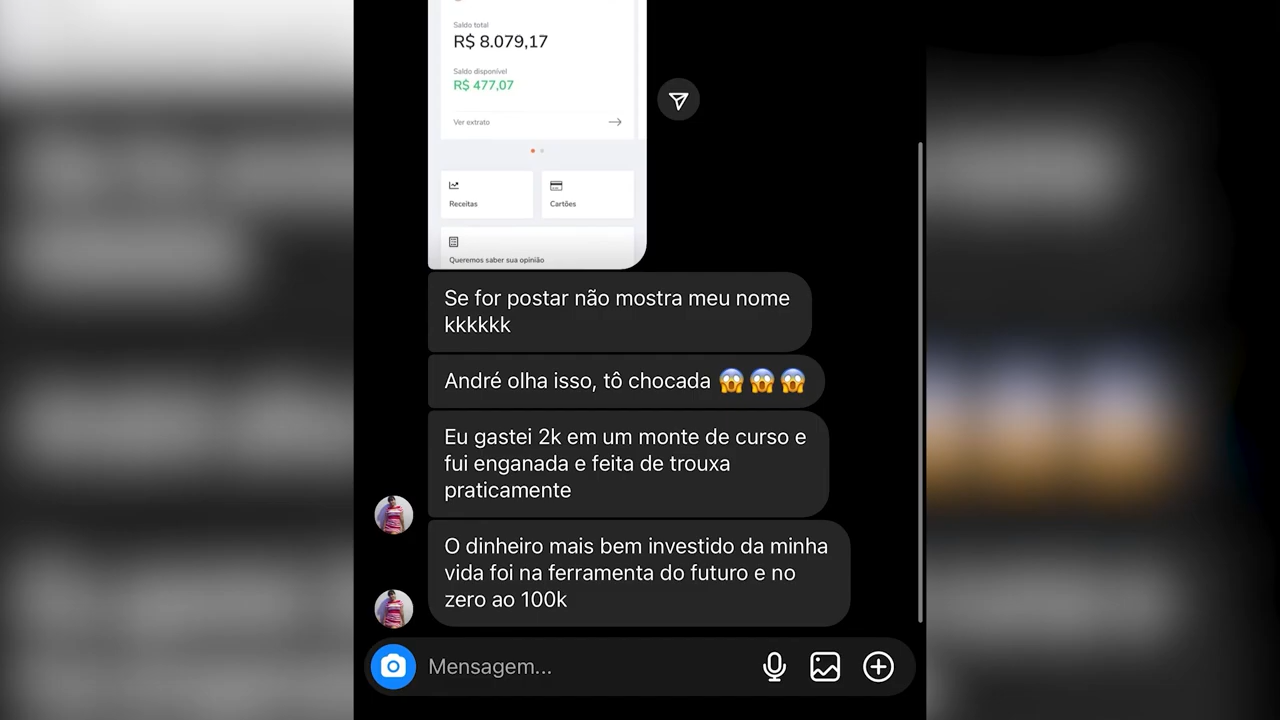 Saldo total
R$ 8.079,17
Saldo disponível
R$ 477,07
Ver extrato
Receitas
Cartões
Queremos saber sua opinião
Se for postar não mostra meu nome
kkkkkk
André olha isso, tô chocada 😱😱😱
Eu gastei 2k em um monte de curso e
fui enganada e feita de trouxa
praticamente
O dinheiro mais bem investido da minha
vida foi na ferramenta do futuro e no
zero ao 100k
Mensagem...